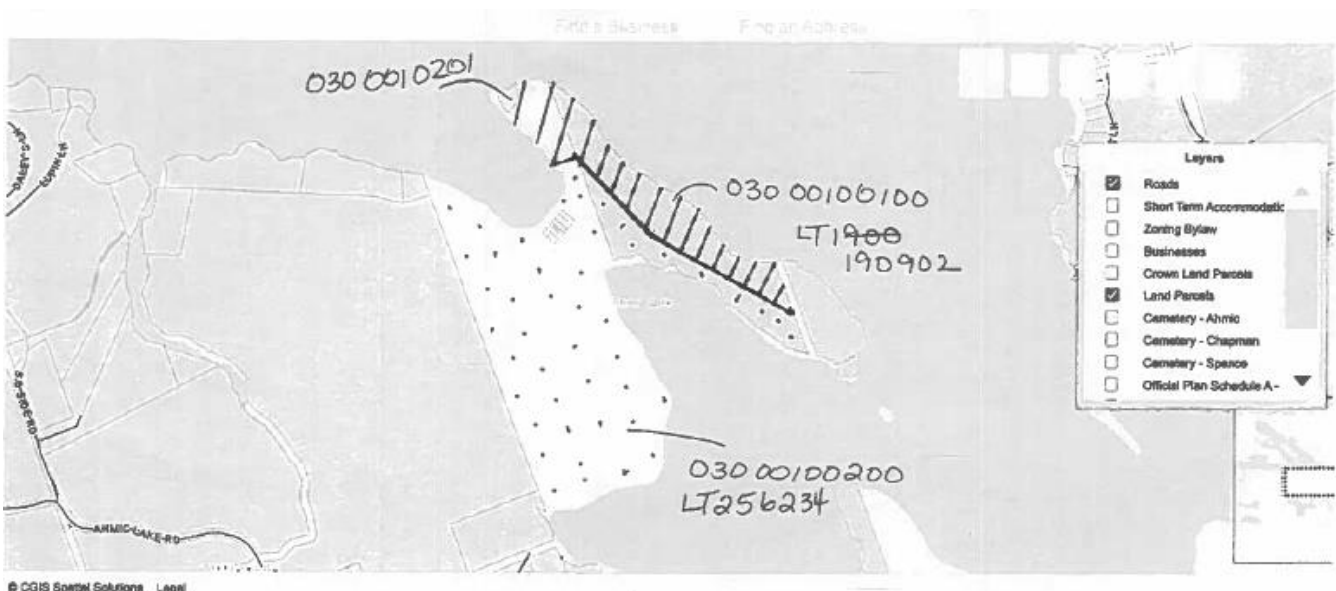 Find a Business Find an Address
030 0010201
030 00100100
LT1900
190902
Layers
Roads
Short Term Accommodatic
Zoning Bylaw
Businesses
Crown Land Parcels
Land Parcels
Cemetery - Ahmic
Cemetery - Chapman
Cemetery - Spence
Official Plan Schedule A -
030 00100200
LT256234
AHMIC LAKE RD
© CGIS Spatial Solutions Legal